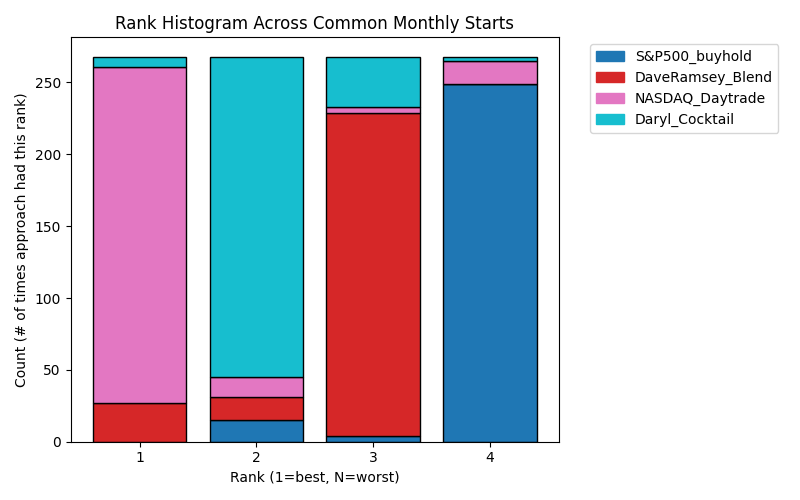 Rank Histogram Across Common Monthly Starts
S&P500_buyhold
DaveRamsey_Blend
NASDAQ_Daytrade
Daryl_Cocktail
Count (# of times approach had this rank)
250
200
150
100
50
0
1 2 3 4
Rank (1=best, N=worst)